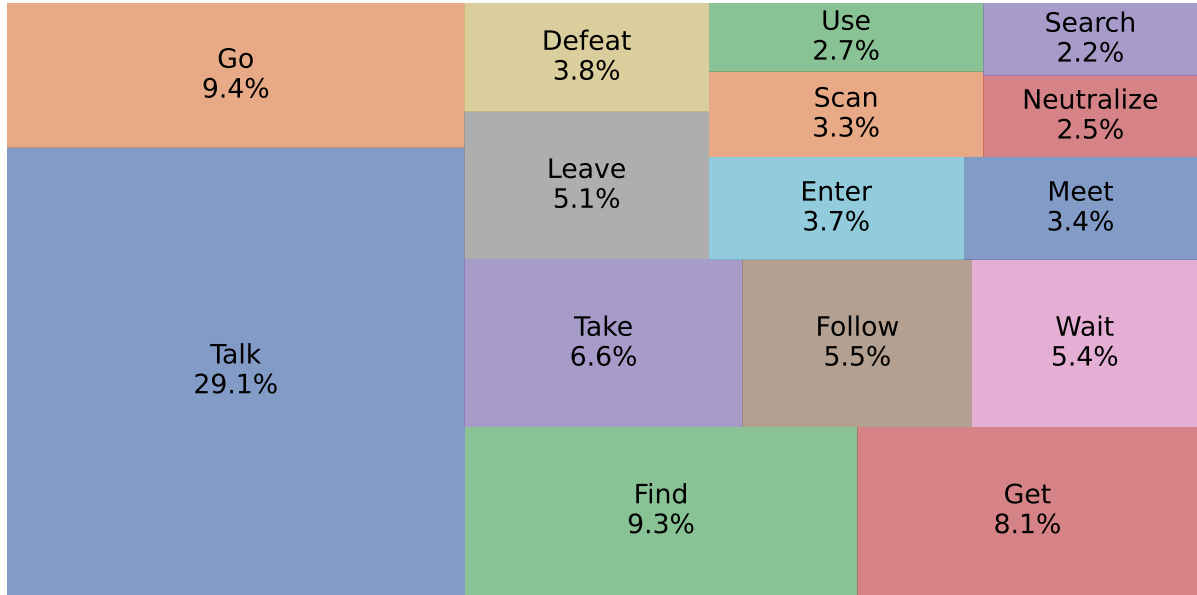 Go
9.4%
Talk
29.1%
Defeat
3.8%
Leave
5.1%
Use
2.7%
Search
2.2%
Scan
3.3%
Neutralize
2.5%
Enter
3.7%
Meet
3.4%
Take
6.6%
Follow
5.5%
Wait
5.4%
Find
9.3%
Get
8.1%